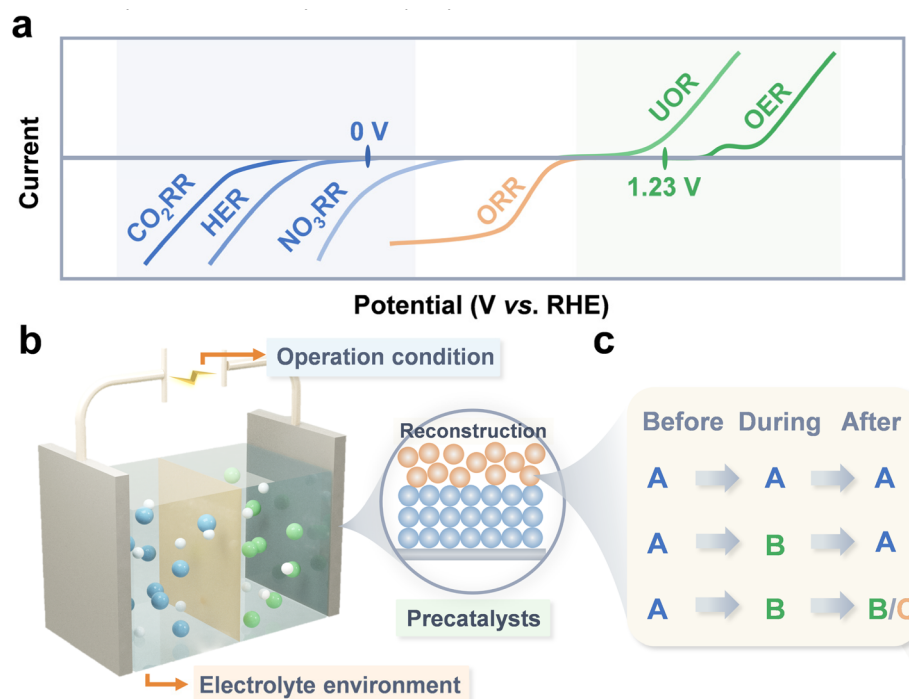 a
Current
CO₂RR
HER
0 V
NO₃RR
ORR
UOR
1.23 V
OER
Potential (V vs. RHE)
b
Operation condition
Reconstruction
Precatalysts
Electrolyte environment
c
Before During After
A A A
A B A
A B B/C